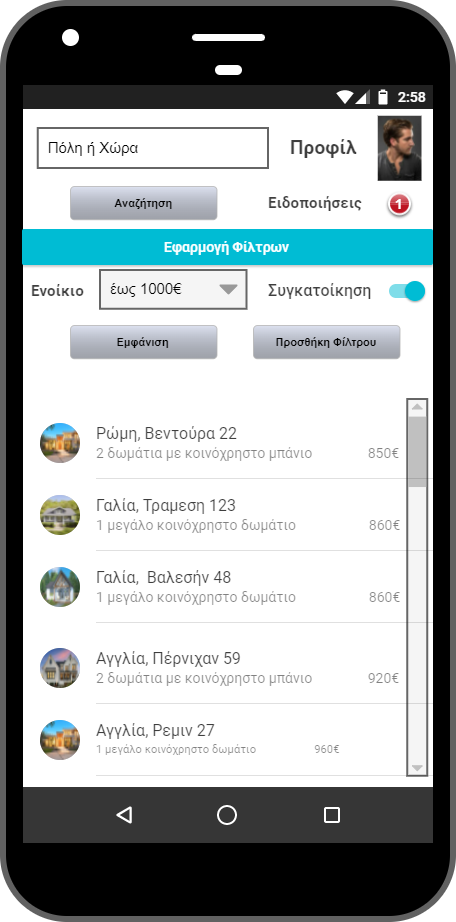 2:58
Πόλη ή Χώρα
Προφίλ
Αναζήτηση
Ειδοποιήσεις
1
Εφαρμογή Φίλτρων
Ενοίκιο
έως 1000€
Συγκατοίκηση
Εμφάνιση
Προσθήκη Φίλτρου
Ρώμη, Βεντούρα 22
2 δωμάτια με κοινόχρηστο μπάνιο 850€
Γαλία, Τραμεση 123
1 μεγάλο κοινόχρηστο δωμάτιο 860€
Γαλία, Βαλεσήν 48
1 μεγάλο κοινόχρηστο δωμάτιο 860€
Αγγλία, Πέρνιχαν 59
2 δωμάτια με κοινόχρηστο μπάνιο 920€
Αγγλία, Ρεμιν 27
1 μεγάλο κοινόχρηστο δωμάτιο 960€